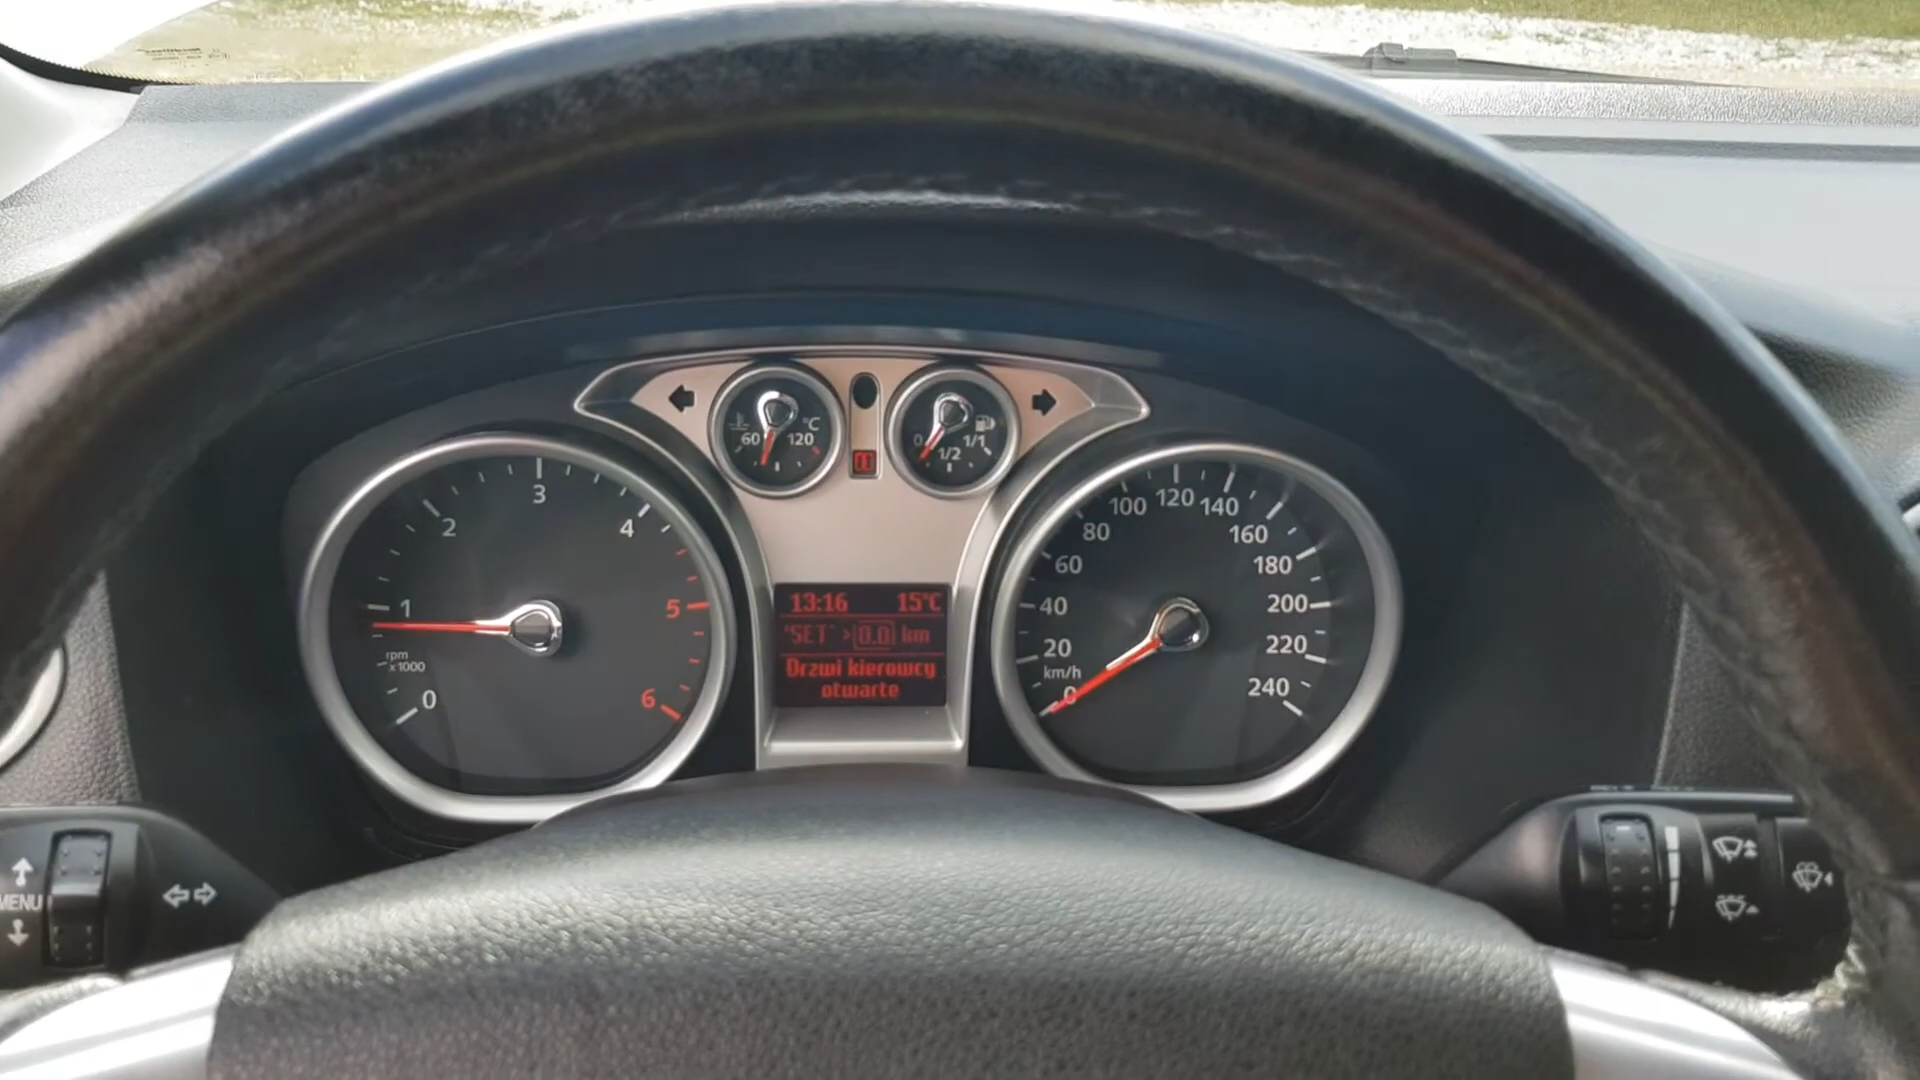 60 120 °C
0 1/2 1/1
0 1 2 3 4 5 6
rpm
x1000
13:16 15°C
'SET' > 0.0 km
Drzwi kierowcy
otwarte
0 20 40 60 80 100 120 140 160 180 200 220 240
km/h
MENU